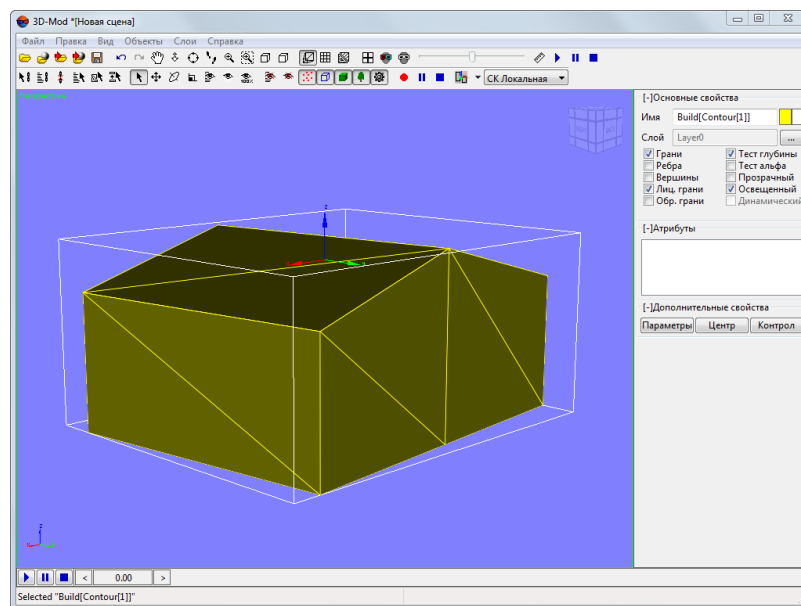 3D-Mod *[Новая сцена]
Файл Правка Вид Объекты Слои Справка
СК Локальная
[-]Основные свойства
Имя Build[Contour[1]]
Слой Layer0 ...
Грани Тест глубины
Ребра Тест альфа
Вершины Прозрачный
Лиц. грани Освещенный
Обр. грани Динамический
[-]Атрибуты
[-]Дополнительные свойства
Параметры Центр Контрол
z
z
< 0.00 >
Selected "Build[Contour[1]]"